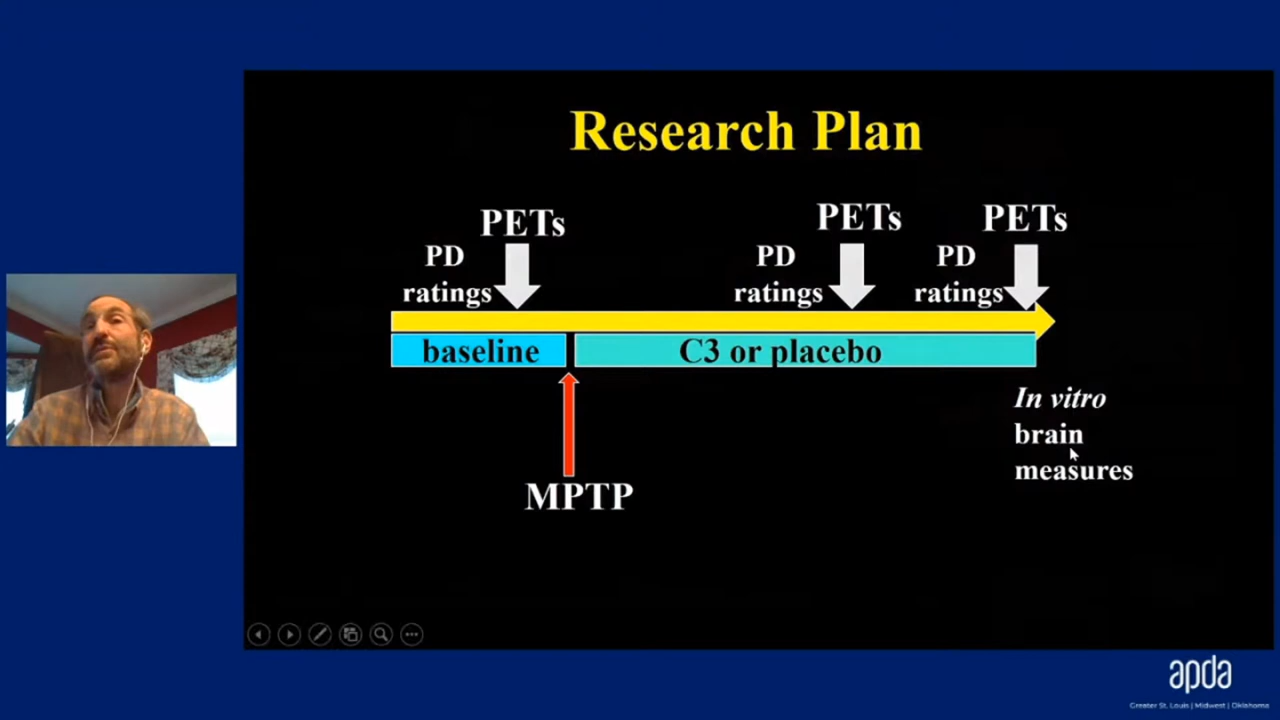 Research Plan
PETs
PETs
PETs
PD
ratings
PD
ratings
PD
ratings
baseline
C3 or placebo
In vitro
brain
measures
MPTP
apda
Greater St. Louis | Midwest | Oklahoma